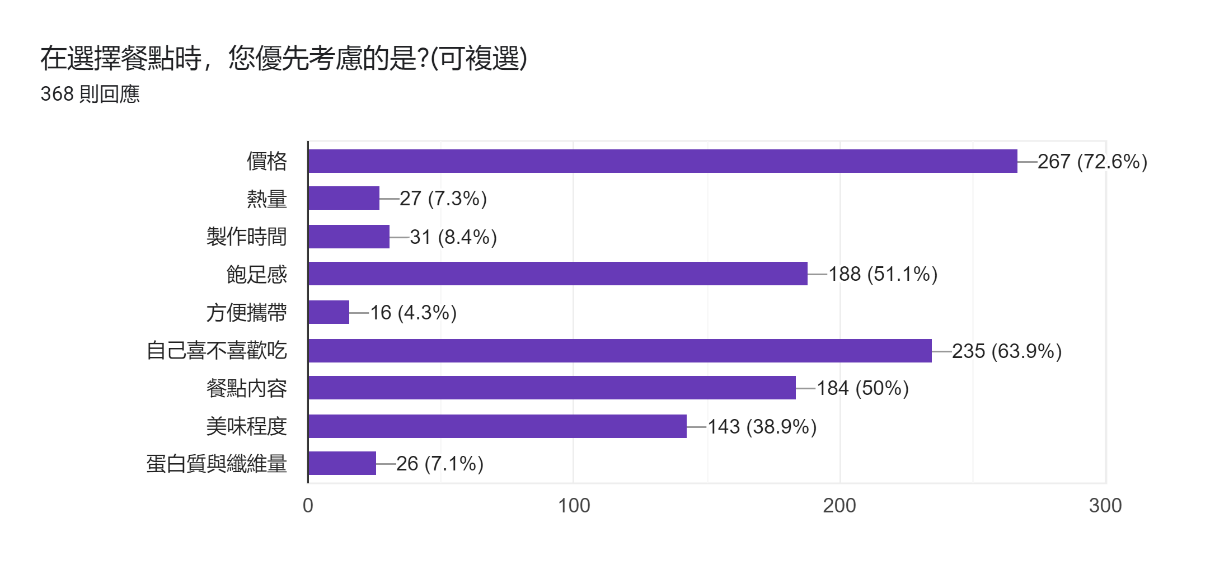 在選擇餐點時，您優先考慮的是?(可複選)
368 則回應
價格 267 (72.6%)
熱量 27 (7.3%)
製作時間 31 (8.4%)
飽足感 188 (51.1%)
方便攜帶 16 (4.3%)
自己喜不喜歡吃 235 (63.9%)
餐點内容 184 (50%)
美味程度 143 (38.9%)
蛋白質與纖維量 26 (7.1%)
0 100 200 300